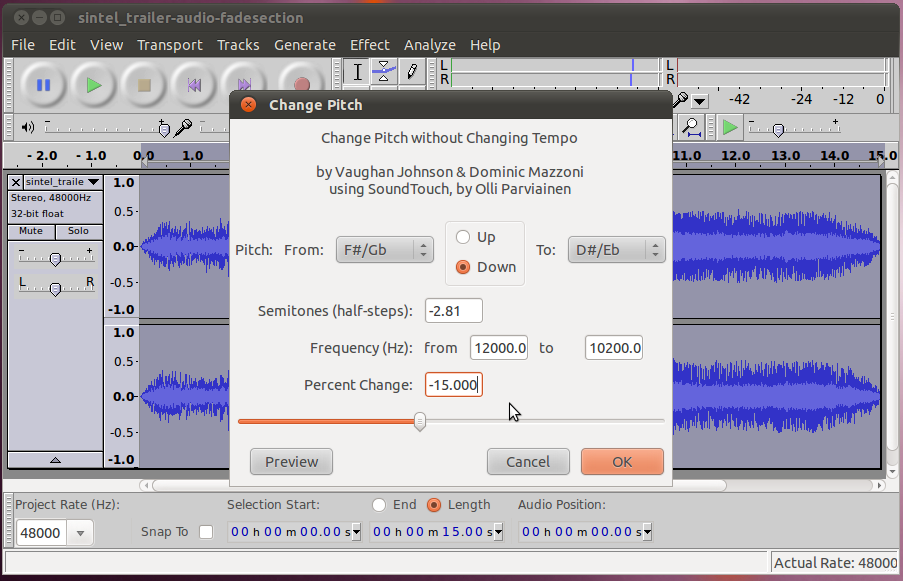 sintel_trailer-audio-fadesection
File Edit View Transport Tracks Generate Effect Analyze Help
L
R
L
R
-42 -24 -12 0
- 2.0 - 1.0 0.0 1.0 11.0 12.0 13.0 14.0 15.0
Change Pitch
Change Pitch without Changing Tempo
by Vaughan Johnson & Dominic Mazzoni
using SoundTouch, by Olli Parviainen
Pitch: From: F#/Gb Up Down To: D#/Eb
Semitones (half-steps): -2.81
Frequency (Hz): from 12000.0 to 10200.0
Percent Change: -15.000
Preview Cancel OK
sintel_traile
Stereo, 48000Hz
32-bit float
Mute Solo
- +
L R
1.0
0.5-
0.0-
-0.5-
-1.0
1.0
0.5-
0.0-
-0.5-
-1.0
Project Rate (Hz): Selection Start: End Length Audio Position:
48000 Snap To 00 h 00 m 00.00 s 00 h 00 m 15.00 s 00 h 00 m 00.00 s
Actual Rate: 48000